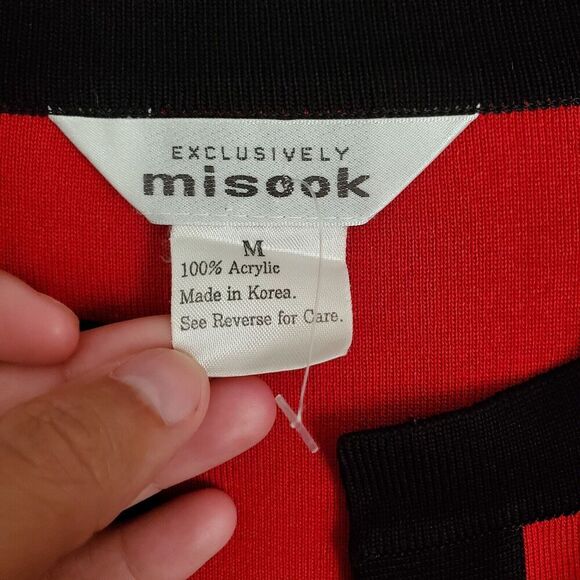 EXCLUSIVELY
misook
M
100% Acrylic
Made in Korea.
See Reverse for Care.